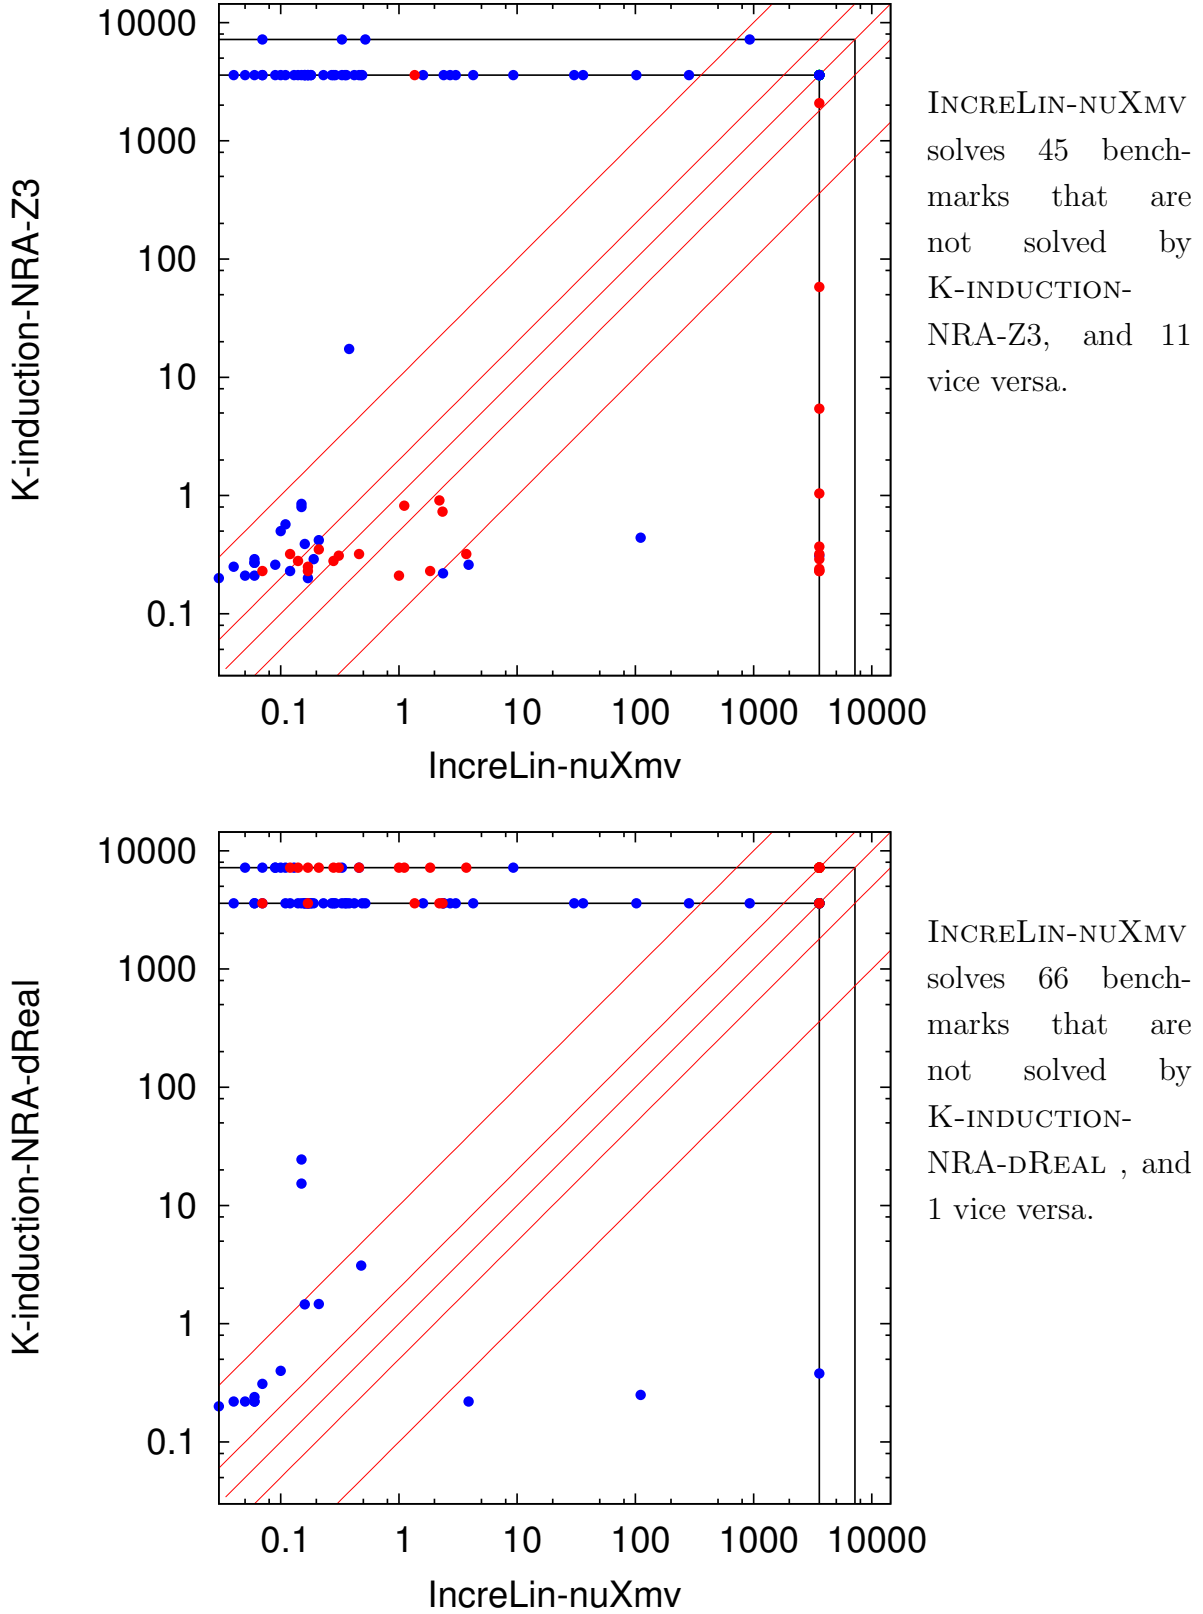 10000
1000
100
10
1
0.1
K-induction-NRA-Z3
0.1 1 10 100 1000 10000
IncreLin-nuXmv
INCRELIN-NUXMV
solves 45 bench-
marks that are
not solved by
K-INDUCTION-
NRA-Z3, and 11
vice versa.
10000
1000
100
10
1
0.1
K-induction-NRA-dReal
0.1 1 10 100 1000 10000
IncreLin-nuXmv
INCRELIN-NUXMV
solves 66 bench-
marks that are
not solved by
K-INDUCTION-
NRA-DREAL , and
1 vice versa.